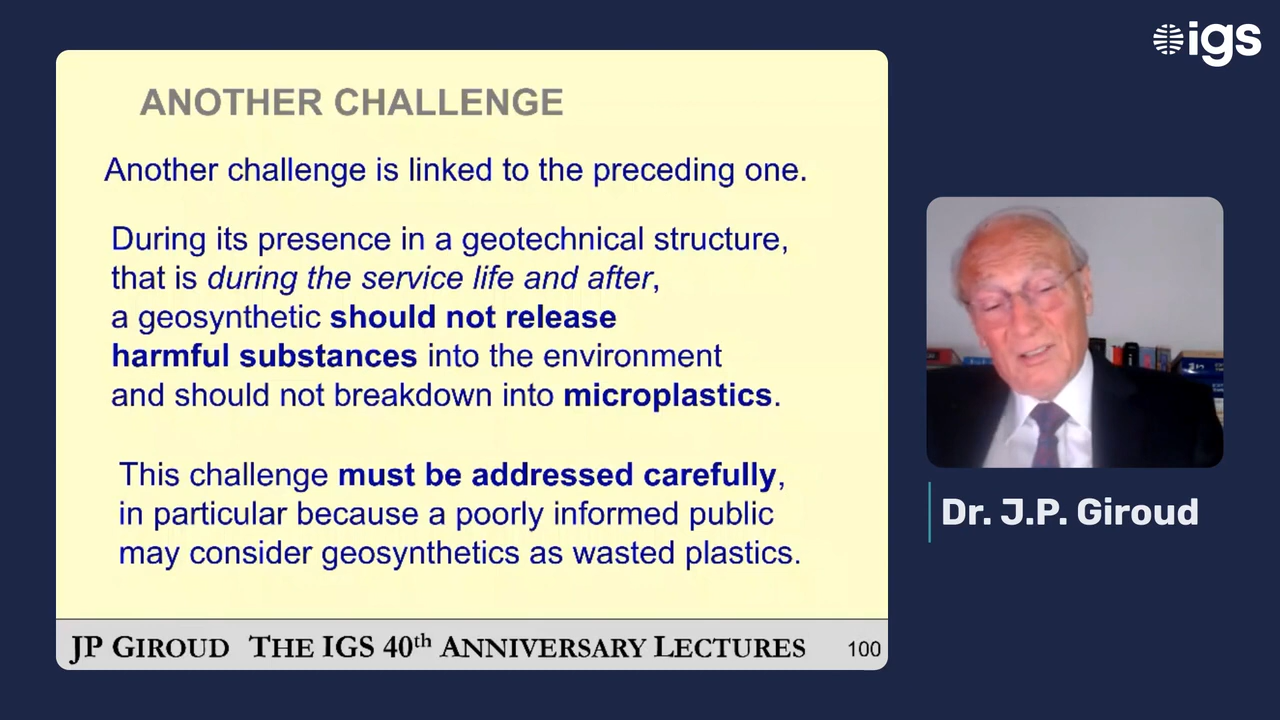 igs
ANOTHER CHALLENGE
Another challenge is linked to the preceding one.
During its presence in a geotechnical structure,
that is during the service life and after,
a geosynthetic should not release
harmful substances into the environment
and should not breakdown into microplastics.
This challenge must be addressed carefully,
in particular because a poorly informed public
may consider geosynthetics as wasted plastics.
JP GIROUD THE IGS 40th ANNIVERSARY LECTURES 100
Dr. J.P. Giroud